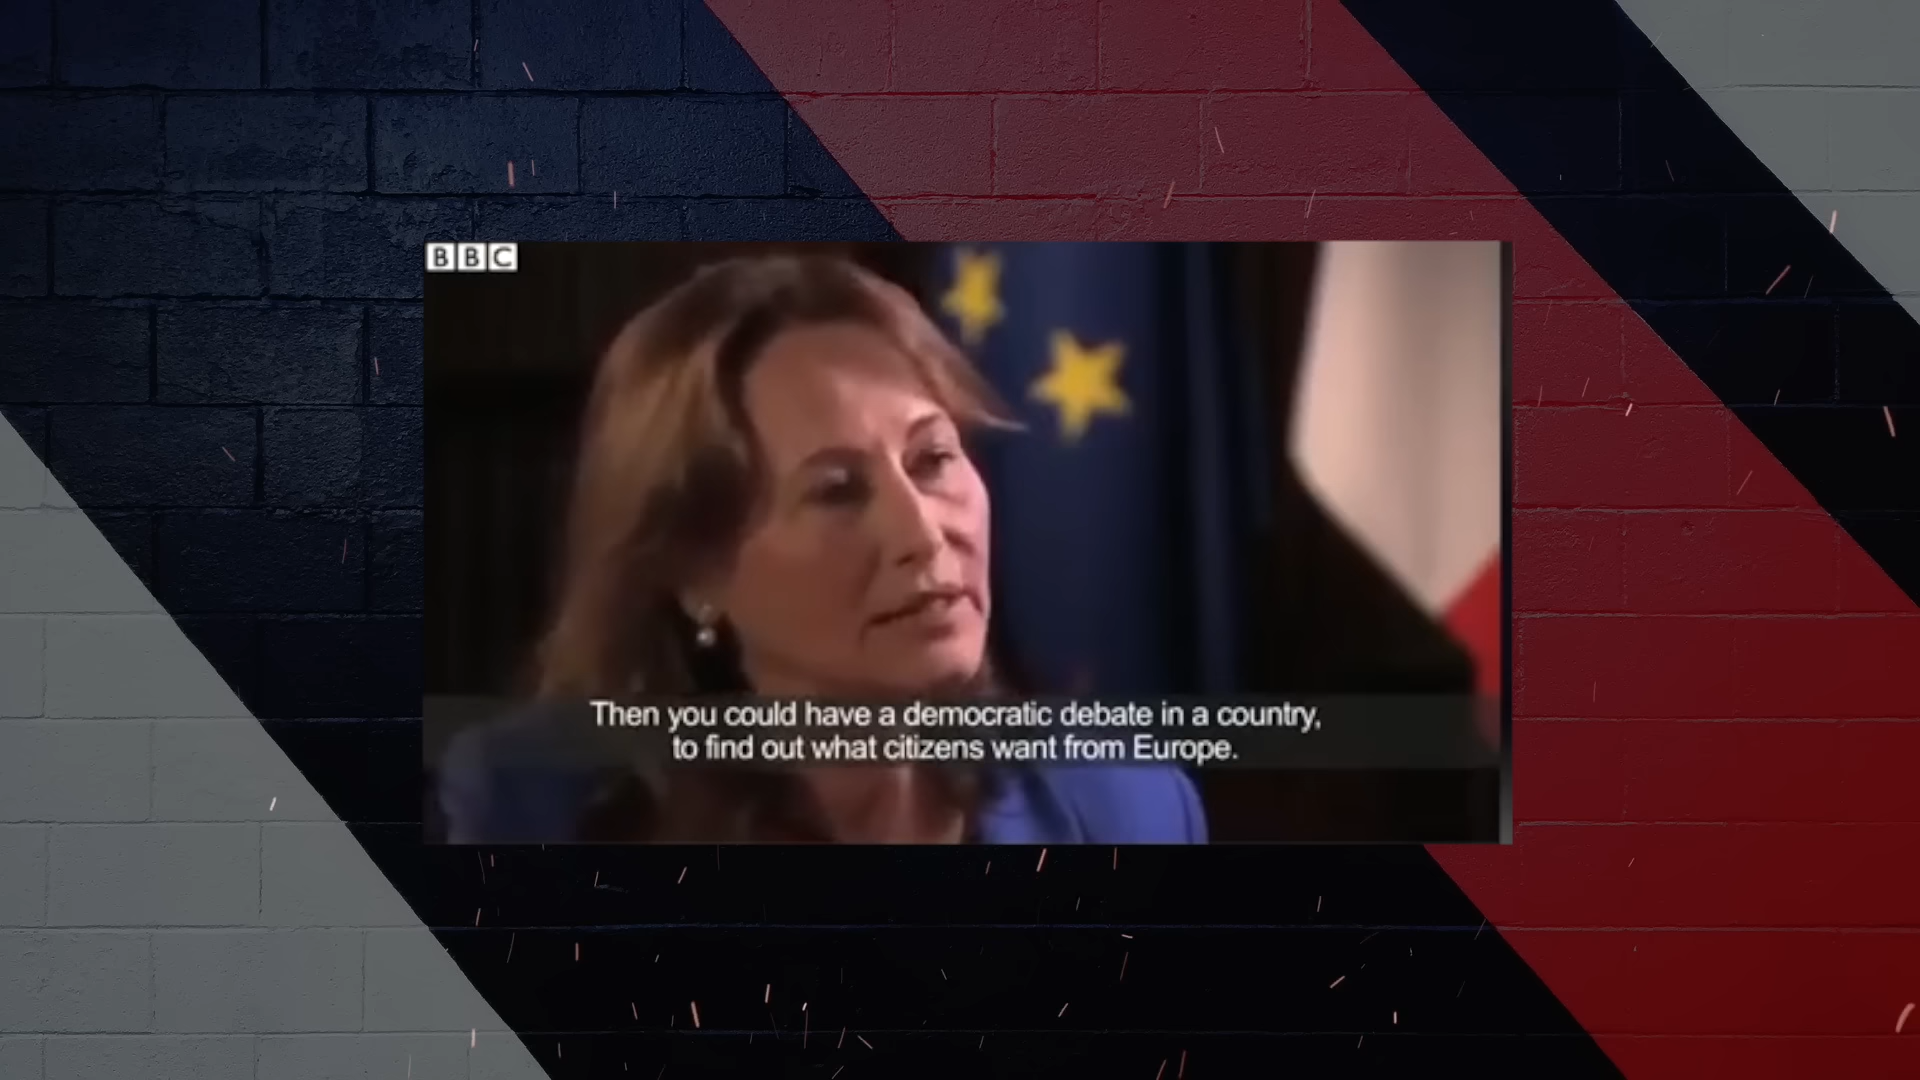 BBC
Then you could have a democratic debate in a country,
to find out what citizens want from Europe.